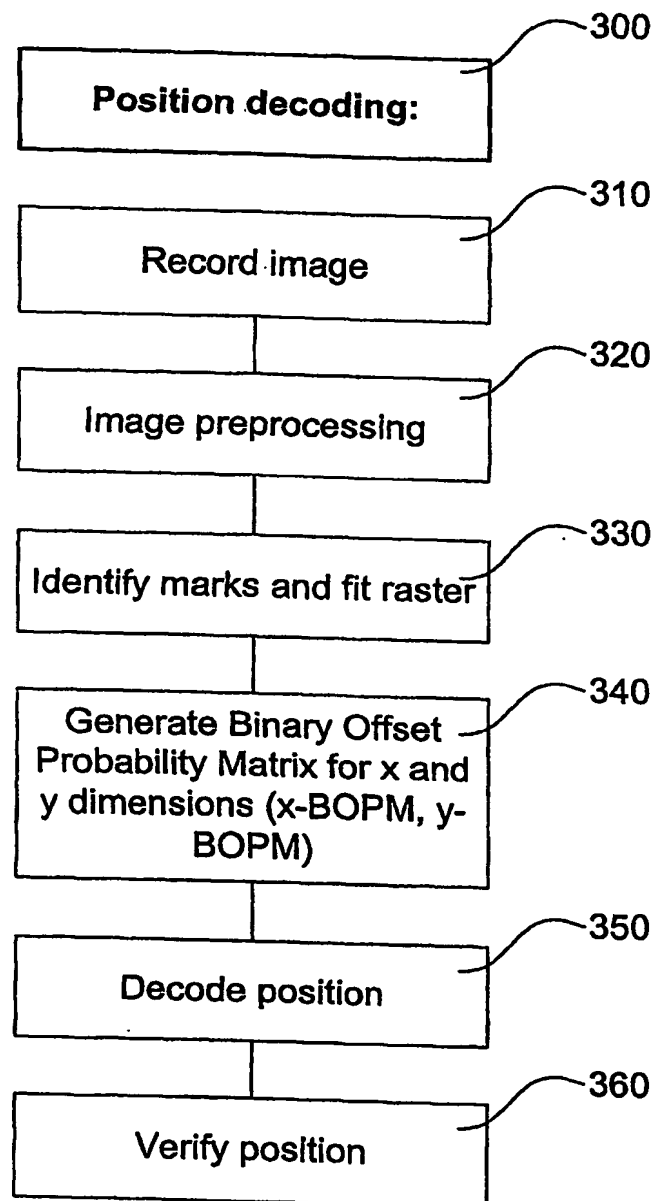 300
Position decoding:
310
Record image
320
Image preprocessing
330
Identify marks and fit raster
340
Generate Binary Offset
Probability Matrix for x and
y dimensions (x-BOPM, y-
BOPM)
350
Decode position
360
Verify position